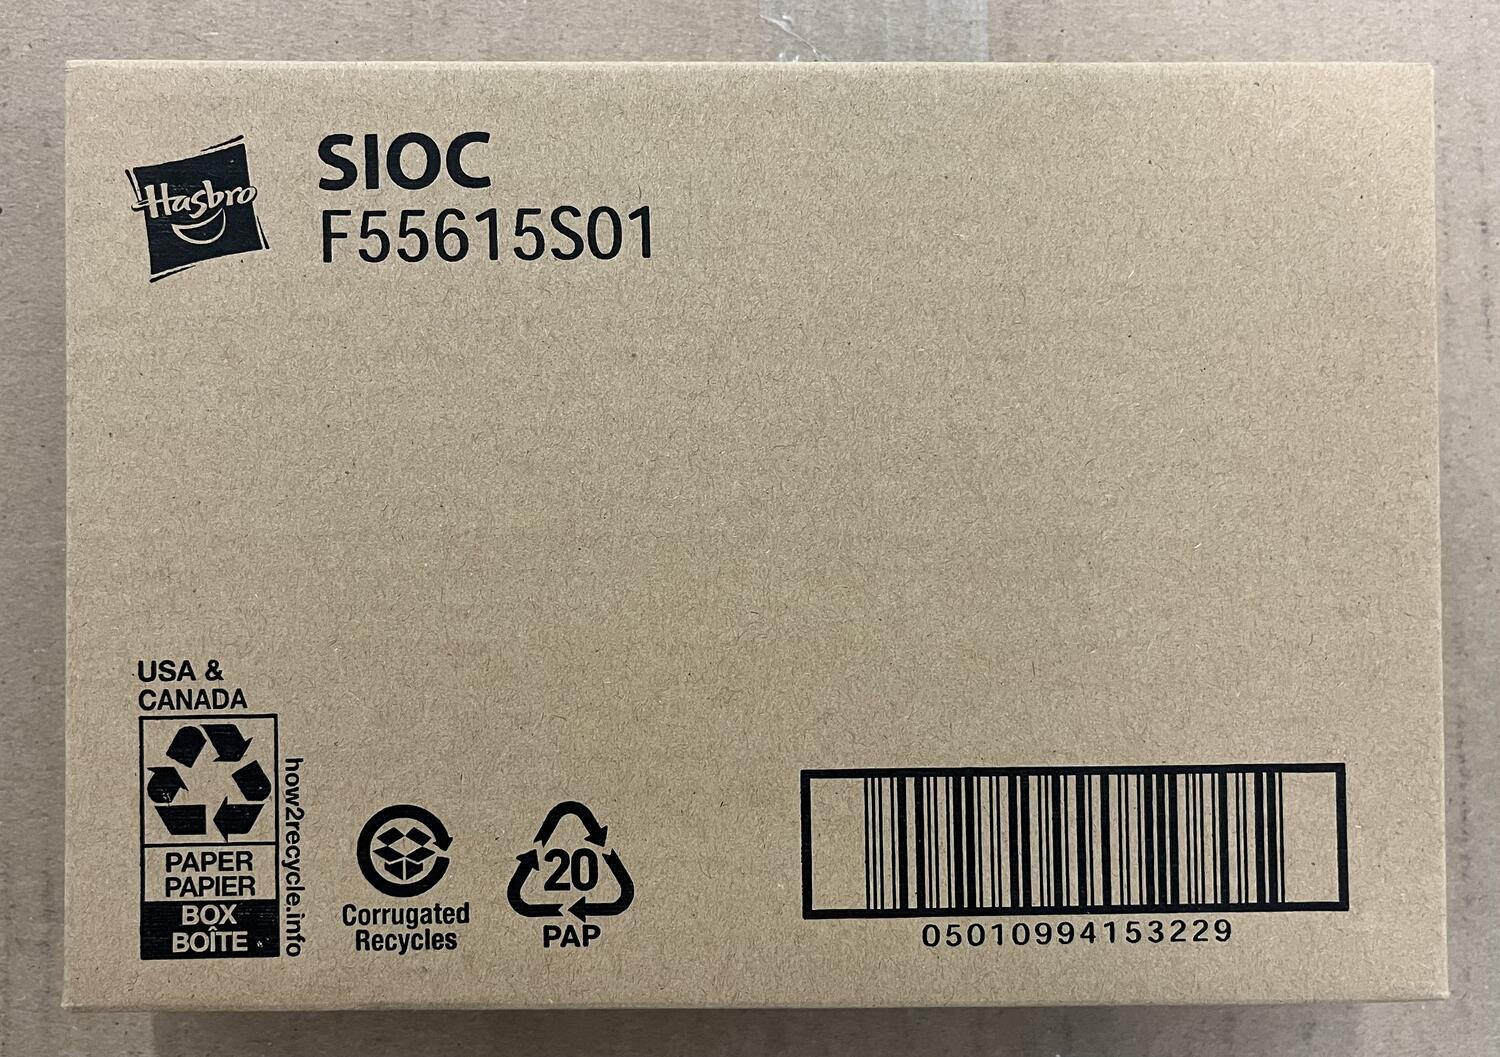 Hasbro
SIOC
F55615S01
USA &
CANADA
PAPER
PAPIER
BOX
BOÎTE
how2recycle.info
Corrugated
Recycles
20
PAP
05010994153229